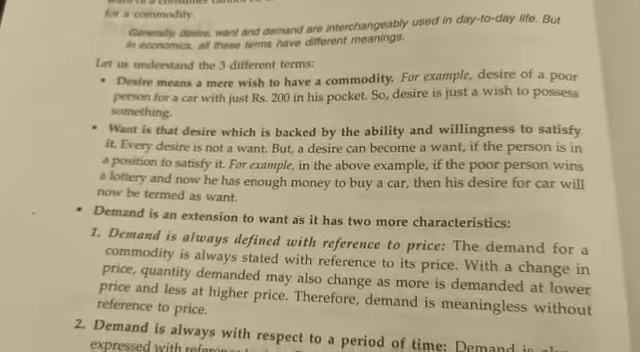 for a commodity.
Generally, desire, want and demand are interchangeably used in day-to-day life. But
in economics, all these terms have different meanings.
Let us understand the 3 different terms:
• Desire means a mere wish to have a commodity. For example, desire of a poor
person for a car with just Rs. 200 in his pocket. So, desire is just a wish to possess
something.
• Want is that desire which is backed by the ability and willingness to satisfy
it. Every desire is not a want. But, a desire can become a want, if the person is in
a position to satisfy it. For example, in the above example, if the poor person wins
a lottery and now he has enough money to buy a car, then his desire for car will
now be termed as want.
• Demand is an extension to want as it has two more characteristics:
1. Demand is always defined with reference to price: The demand for a
commodity is always stated with reference to its price. With a change in
price, quantity demanded may also change as more is demanded at lower
price and less at higher price. Therefore, demand is meaningless without
reference to price.
2. Demand is always with respect to a period of time: Demand is
expressed with